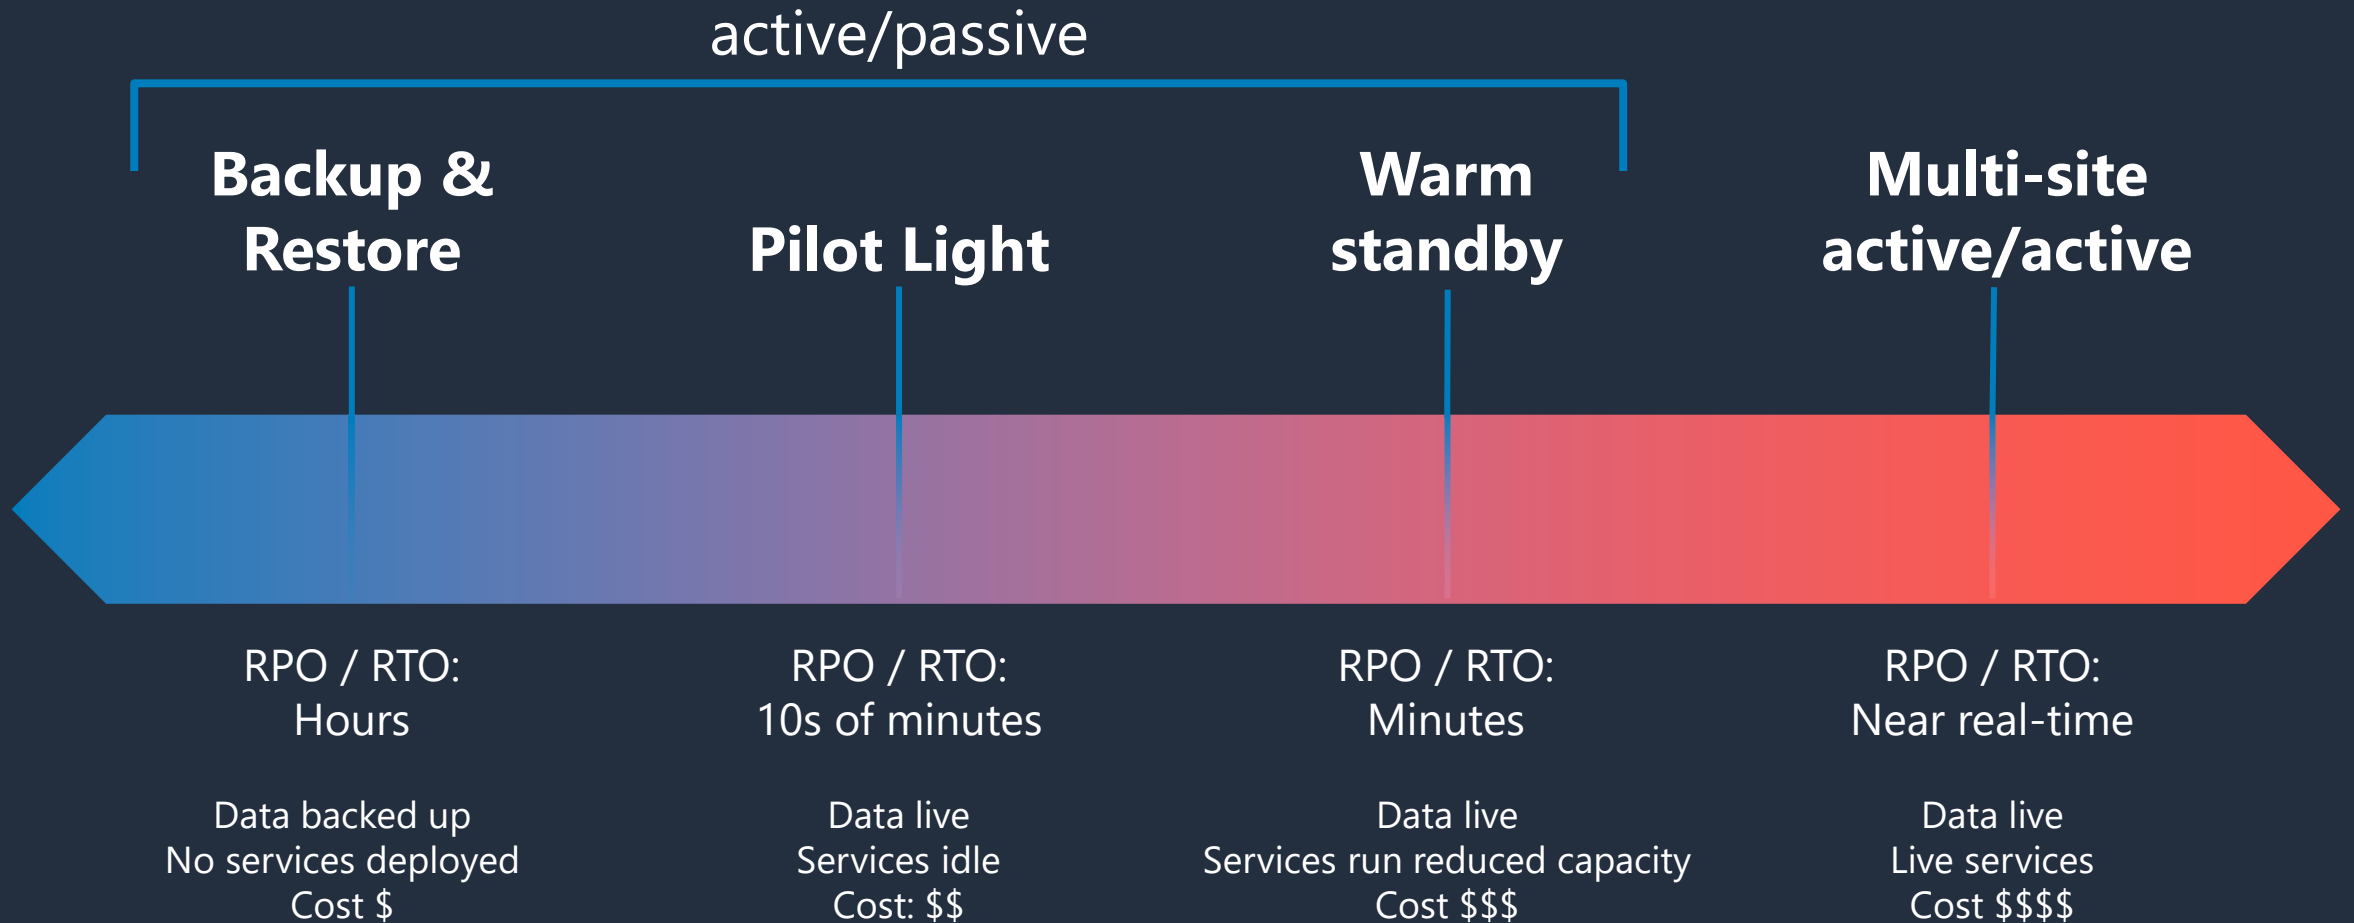 active/passive
Backup &
Restore
Pilot Light
Warm
standby
Multi-site
active/active
RPO / RTO:
Hours
RPO / RTO:
10s of minutes
RPO / RTO:
Minutes
RPO / RTO:
Near real-time
Data backed up
No services deployed
Cost $
Data live
Services idle
Cost: $$
Data live
Services run reduced capacity
Cost $$$
Data live
Live services
Cost $$$$